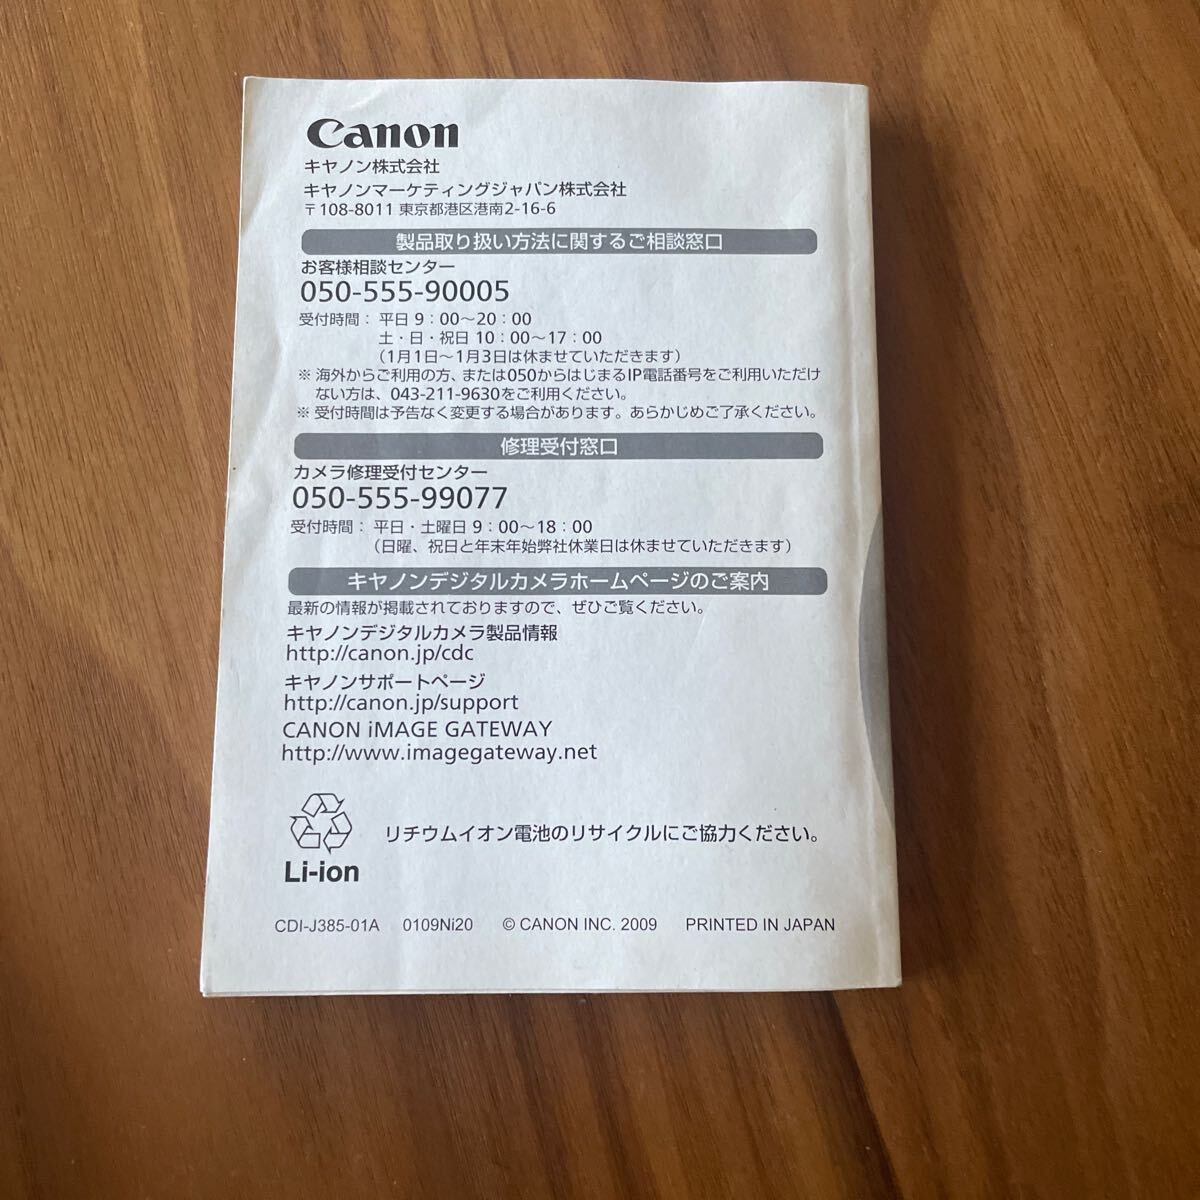 Canon
キヤノン株式会社
キヤノンマーケティングジャパン株式会社
〒108-8011 東京都港区港南2-16-6
製品取り扱い方法に関するご相談窓口
お客様相談センター
050-555-90005
受付時間： 平日 9：00～20：00
土・日・祝日 10：00～17：00
（1月1日～1月3日は休ませていただきます）
※ 海外からご利用の方、または050からはじまるIP電話番号をご利用いただけ
ない方は、043-211-9630をご利用ください。
※ 受付時間は予告なく変更する場合があります。あらかじめご了承ください。
修理受付窓口
カメラ修理受付センター
050-555-99077
受付時間： 平日・土曜日 9：00～18：00
（日曜、祝日と年末年始弊社休業日は休ませていただきます）
キヤノンデジタルカメラホームページのご案内
最新の情報が掲載されておりますので、ぜひご覧ください。
キヤノンデジタルカメラ製品情報
http://canon.jp/cdc
キヤノンサポートページ
http://canon.jp/support
CANON iMAGE GATEWAY
http://www.imagegateway.net
リチウムイオン電池のリサイクルにご協力ください。
Li-ion
CDI-J385-01A 0109Ni20 © CANON INC. 2009 PRINTED IN JAPAN